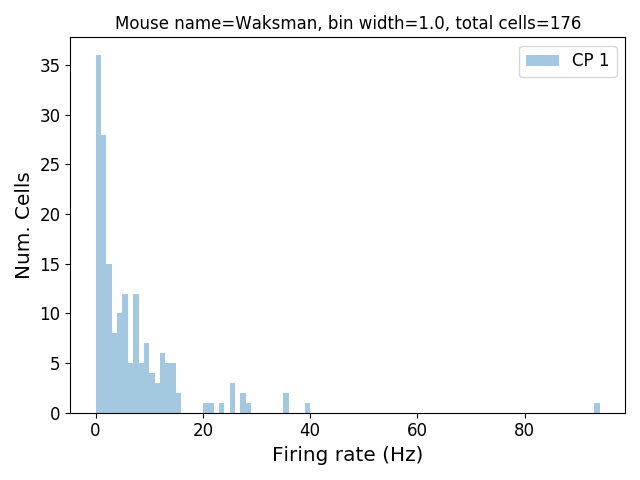 Mouse name=Waksman, bin width=1.0, total cells=176
CP 1
Num. Cells
35
30
25
20
15
10
5
0
0 20 40 60 80
Firing rate (Hz)